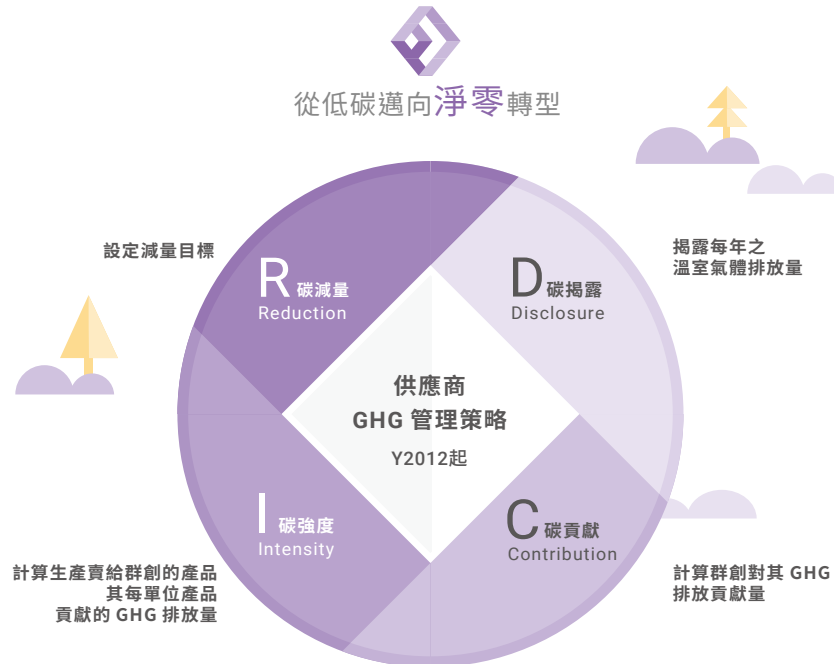 從低碳邁向淨零轉型
設定減量目標
R 碳減量
Reduction
D 碳揭露
Disclosure
揭露每年之
溫室氣體排放量
供應商
GHG 管理策略
Y2012起
I 碳強度
Intensity
C 碳貢獻
Contribution
計算生產賣給群創的產品
其每單位產品
貢獻的 GHG 排放量
計算群創對其 GHG
排放貢獻量